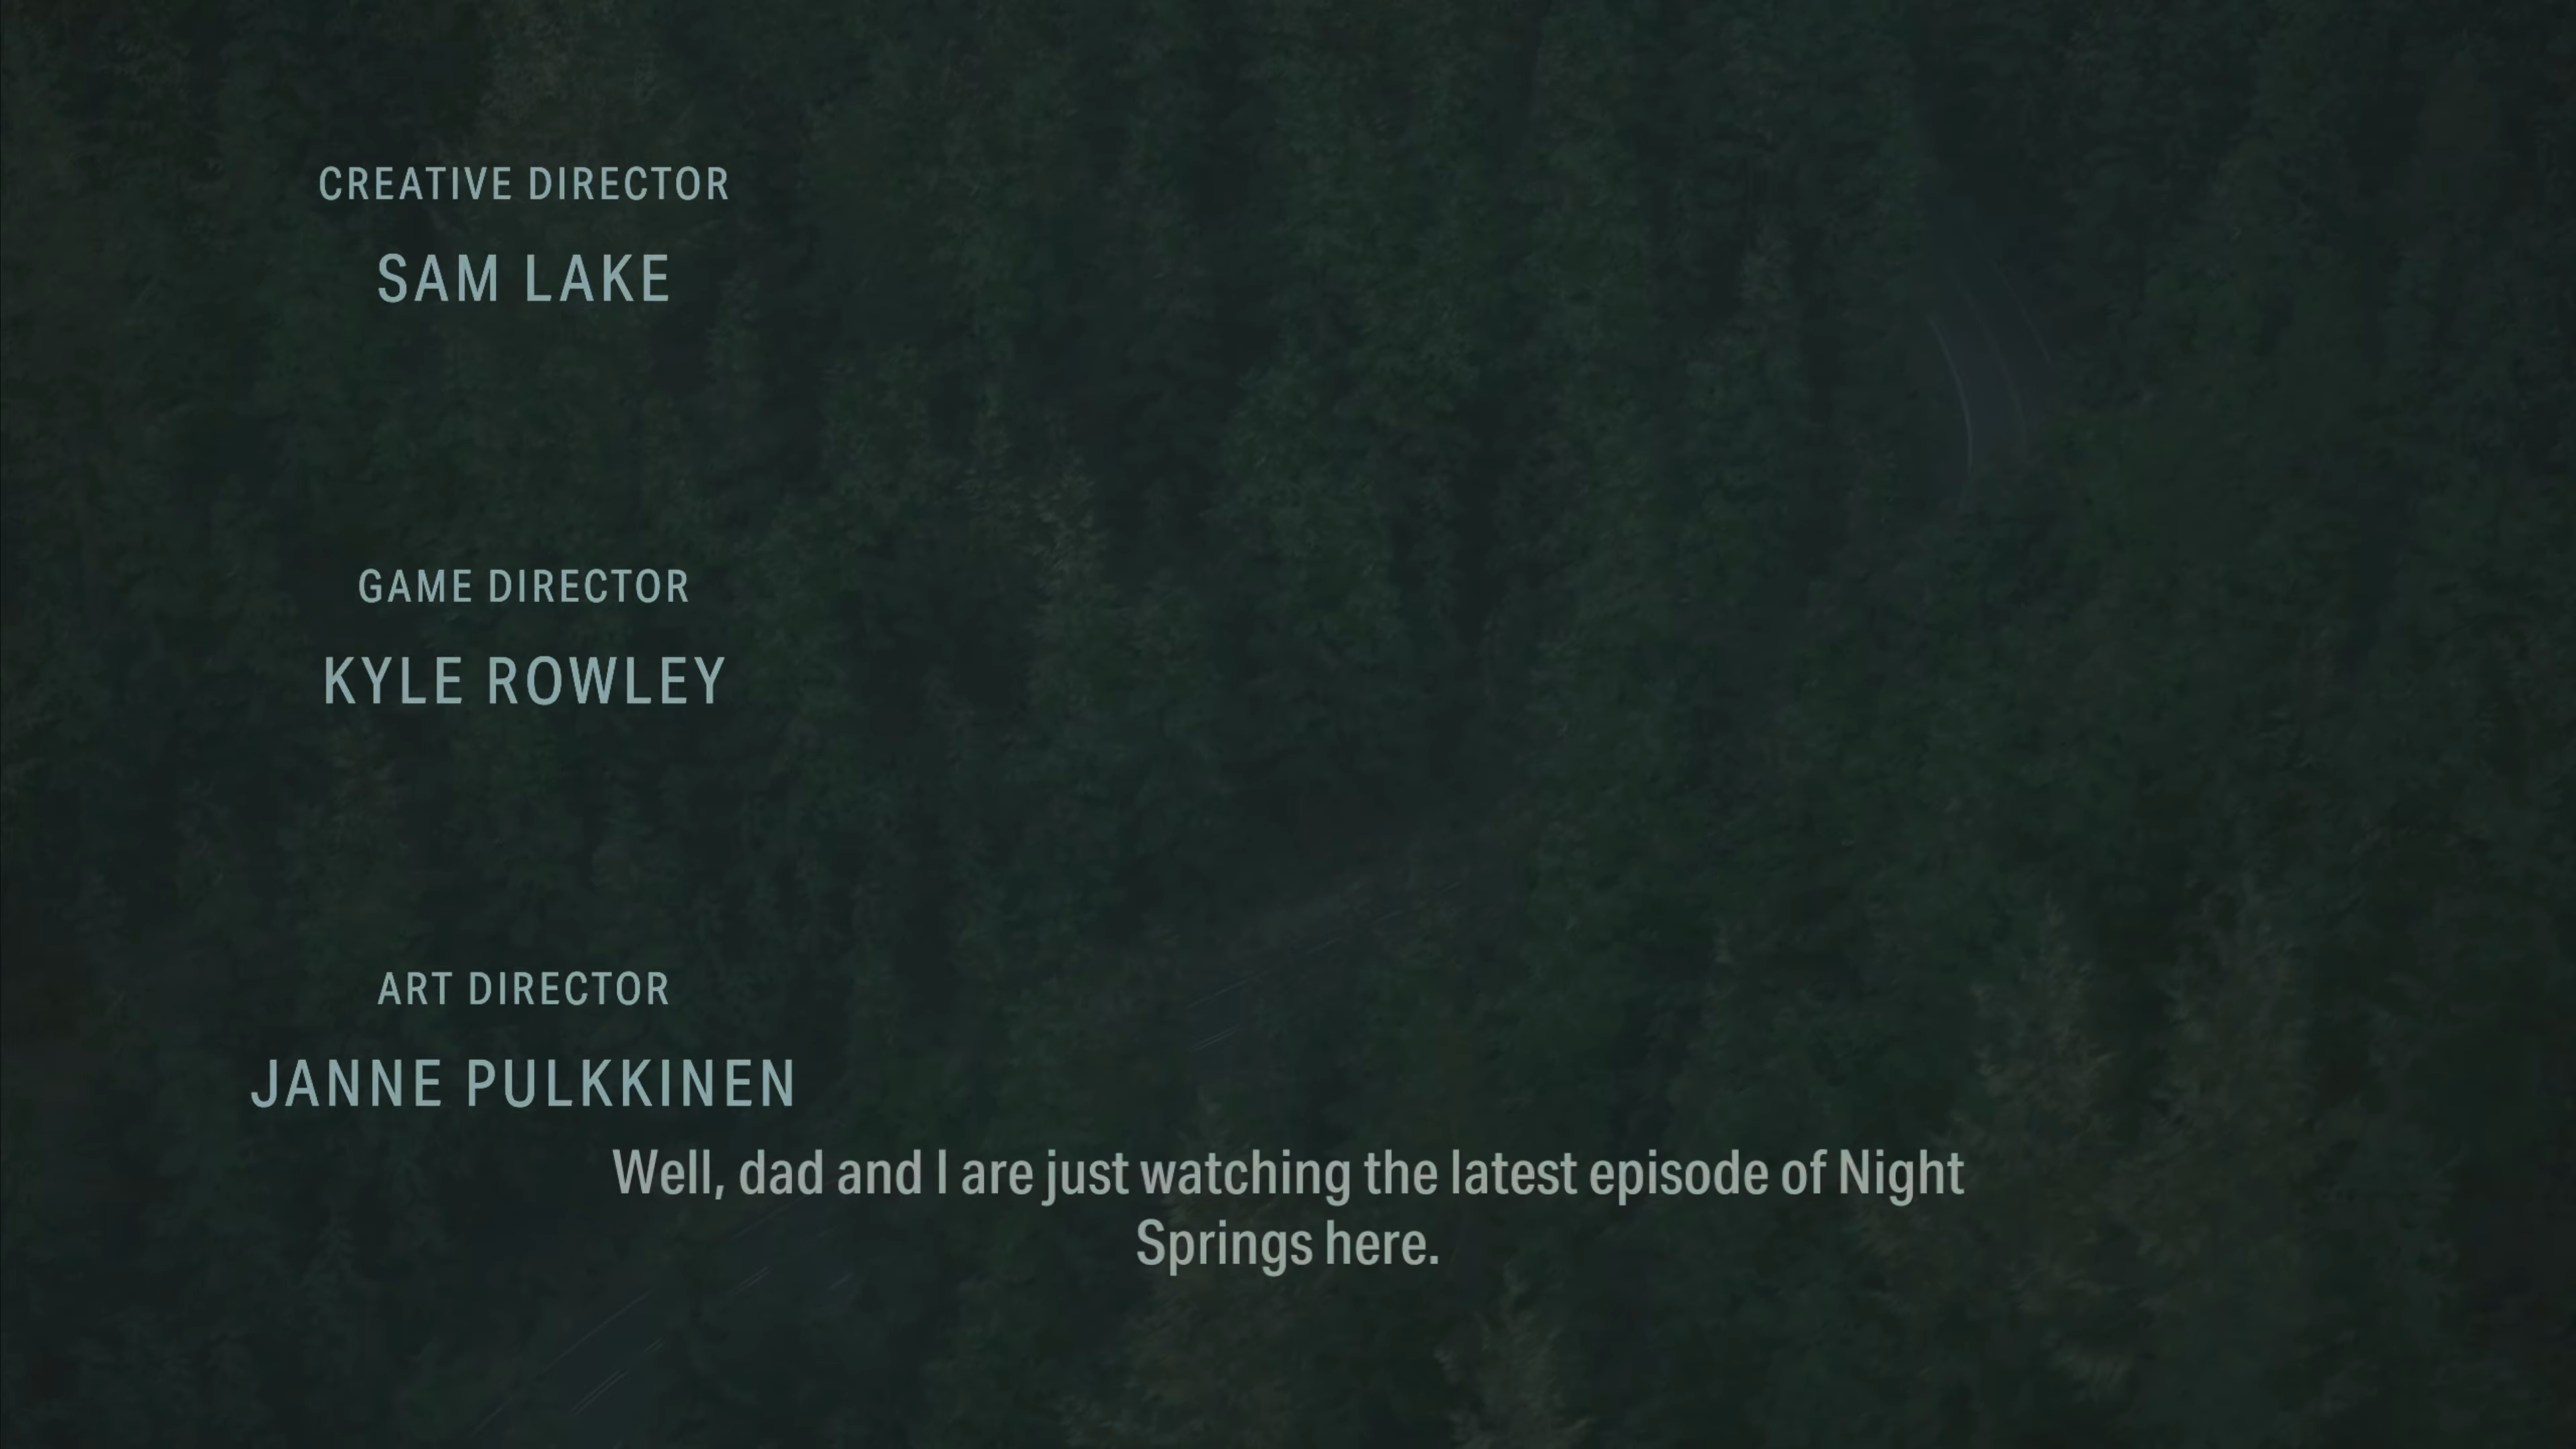 CREATIVE DIRECTOR
SAM LAKE
GAME DIRECTOR
KYLE ROWLEY
ART DIRECTOR
JANNE PULKKINEN
Well, dad and I are just watching the latest episode of Night
Springs here.